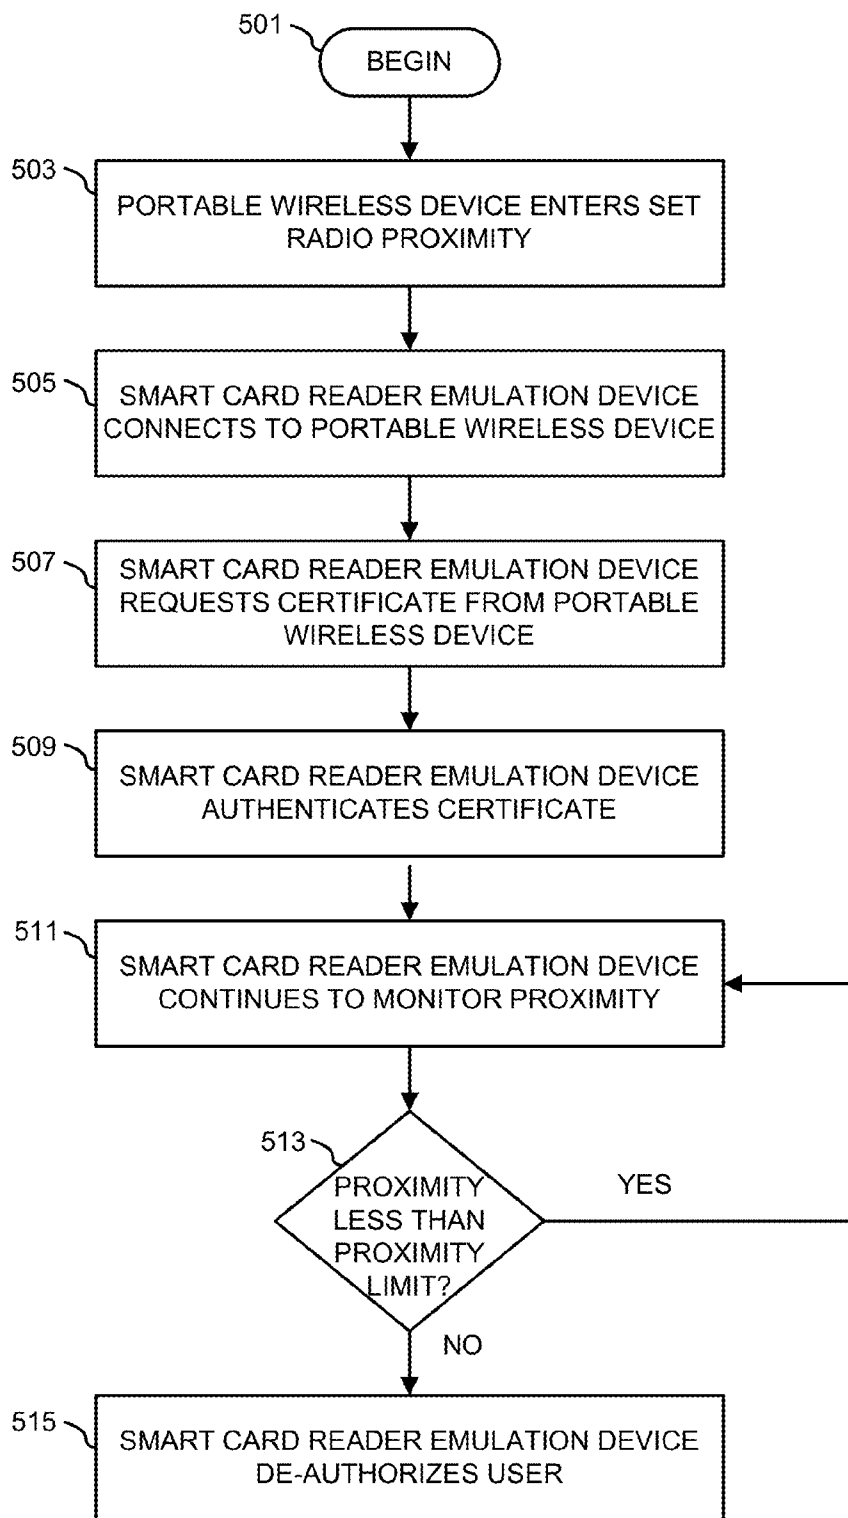 501
BEGIN
503
PORTABLE WIRELESS DEVICE ENTERS SET
RADIO PROXIMITY
505
SMART CARD READER EMULATION DEVICE
CONNECTS TO PORTABLE WIRELESS DEVICE
507
SMART CARD READER EMULATION DEVICE
REQUESTS CERTIFICATE FROM PORTABLE
WIRELESS DEVICE
509
SMART CARD READER EMULATION DEVICE
AUTHENTICATES CERTIFICATE
511
SMART CARD READER EMULATION DEVICE
CONTINUES TO MONITOR PROXIMITY
513
PROXIMITY
LESS THAN
PROXIMITY
LIMIT?
YES
NO
515
SMART CARD READER EMULATION DEVICE
DE-AUTHORIZES USER